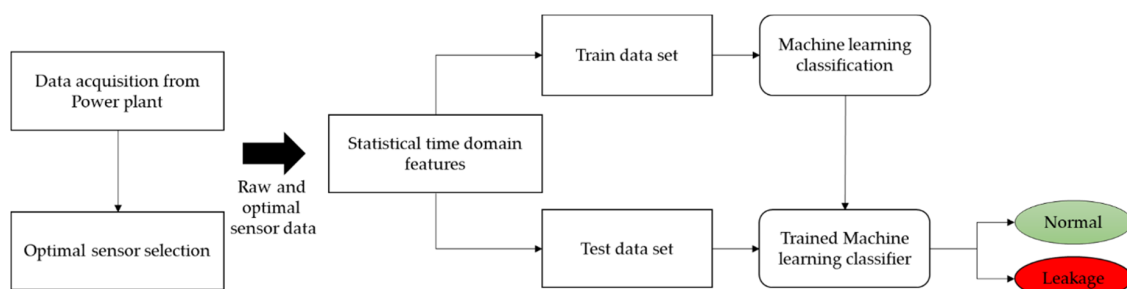 Data acquisition from
Power plant
Optimal sensor selection
Raw and
optimal
sensor data
Statistical time domain
features
Train data set
Test data set
Machine learning
classification
Trained Machine
learning classifier
Normal
Leakage